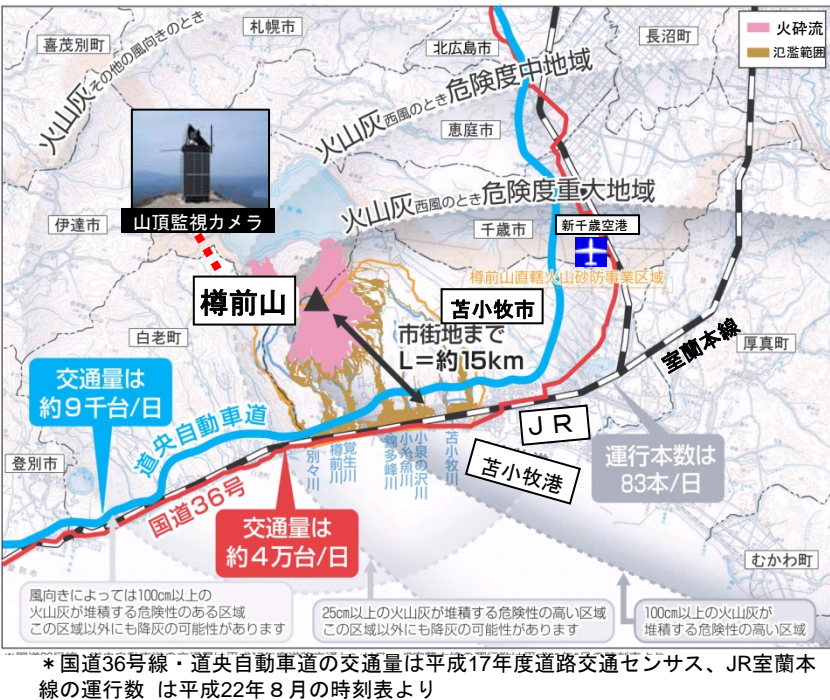 喜茂別町
札幌市
北広島市
長沼町
火砕流
氾濫範囲
火山灰その他の風向きのとき
火山灰西風のとき危険度中地域
恵庭市
山頂監視カメラ
伊達市
火山灰西風のとき危険度重大地域
千歳市
新千歳空港
樽前山直轄火山砂防事業区域
樽前山
苫小牧市
市街地まで
L=約15km
白老町
厚真町
室蘭本線
交通量は
約9千台/日
道央自動車道
JR
苫小牧港
運行本数は
83本/日
登別市
国道36号
別々川
樽前川
覚生川
錦多峰川
小糸魚川
小泉の沢川
苫小牧川
交通量は
約4万台/日
むかわ町
風向きによっては100cm以上の
火山灰が堆積する危険性のある区域
この区域以外にも降灰の可能性があります
25cm以上の火山灰が堆積する危険性の高い区域
この区域以外にも降灰の可能性があります
100cm以上の火山灰が
堆積する危険性の高い区域
*国道36号線・道央自動車道の交通量は平成17年度道路交通センサス、JR室蘭本
線の運行数 は平成22年8月の時刻表より